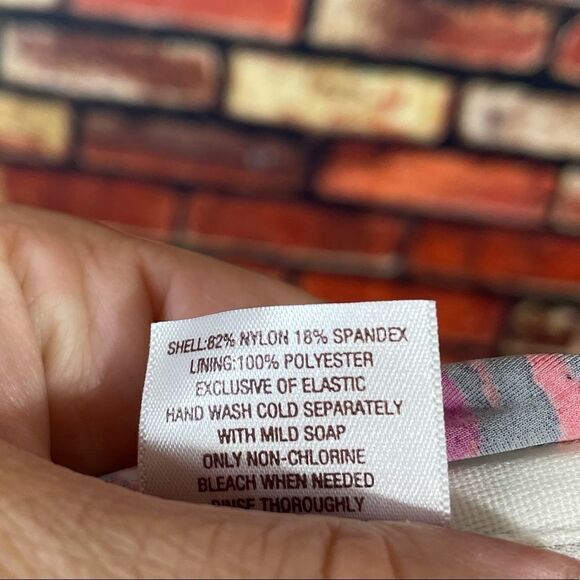 SHELL:82% NYLON 18% SPANDEX
LINING:100% POLYESTER
EXCLUSIVE OF ELASTIC
HAND WASH COLD SEPARATELY
WITH MILD SOAP
ONLY NON-CHLORINE
BLEACH WHEN NEEDED
RINSE THOROUGHLY